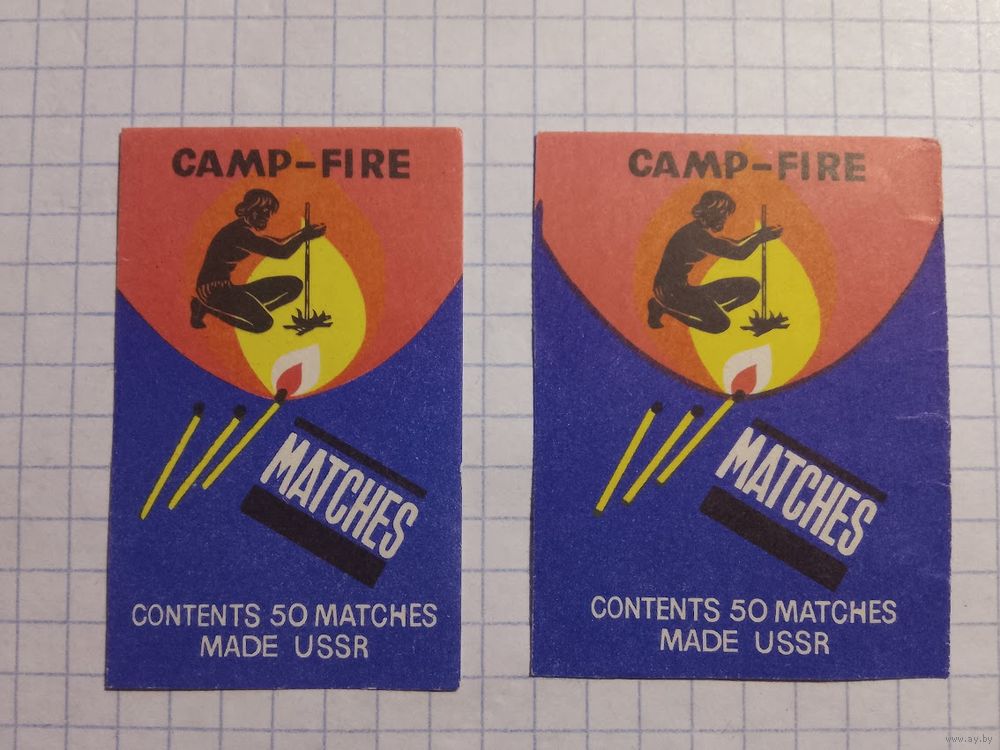 CAMP-FIRE
MATCHES
CONTENTS 50 MATCHES
MADE USSR
CAMP-FIRE
MATCHES
CONTENTS 50 MATCHES
MADE USSR
www.ay.by